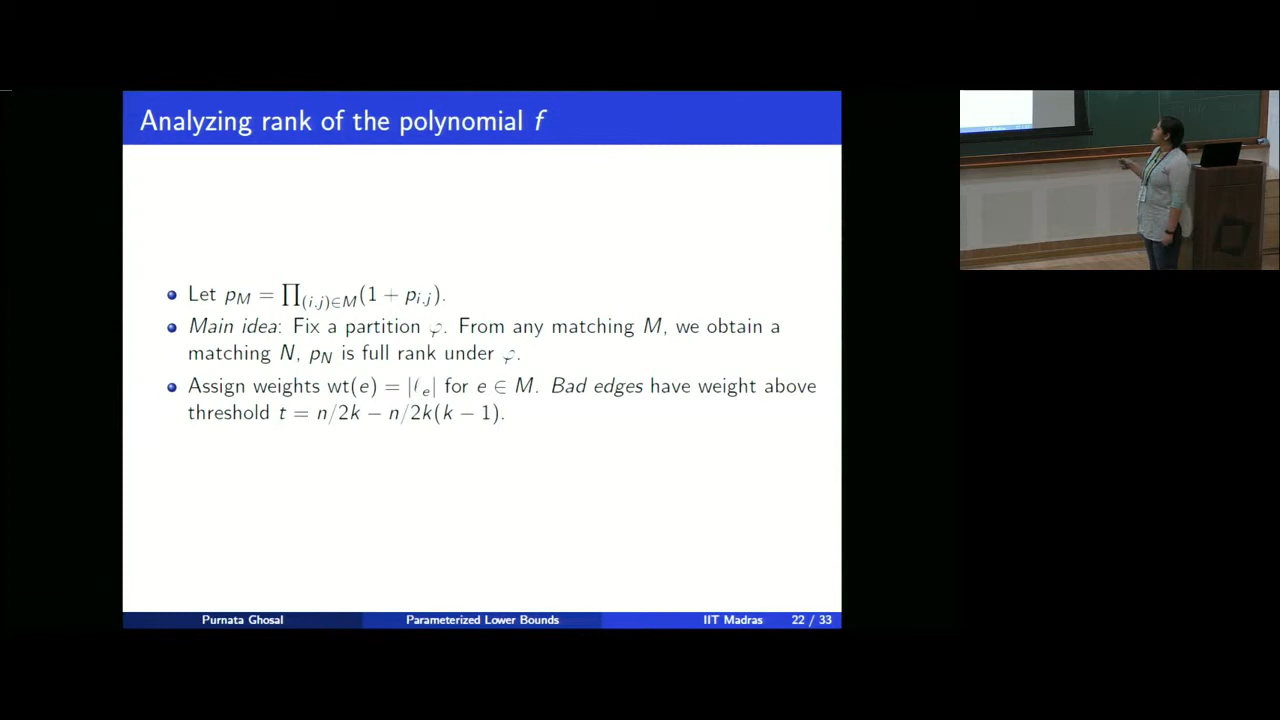 Analyzing rank of the polynomial f
Let p_M = ∏_{(i,j)∈M}(1 + p_{i,j}).
Main idea: Fix a partition φ. From any matching M, we obtain a
matching N, p_N is full rank under φ.
Assign weights wt(e) = |ℓ_e| for e ∈ M. Bad edges have weight above
threshold t = n/2k − n/2k(k − 1).
Purnata Ghosal Parameterized Lower Bounds IIT Madras 22 / 33